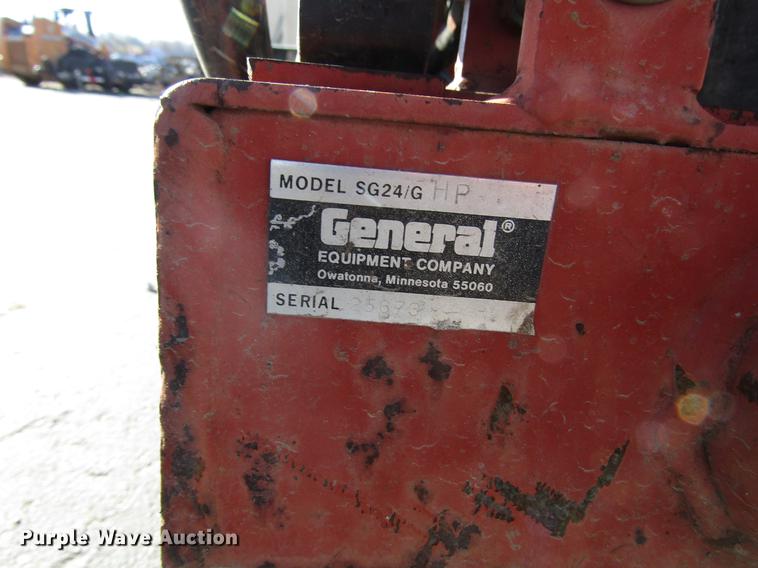 MODEL SG24/G HP
General®
EQUIPMENT COMPANY
Owatonna, Minnesota 55060
SERIAL
Purple Wave Auction